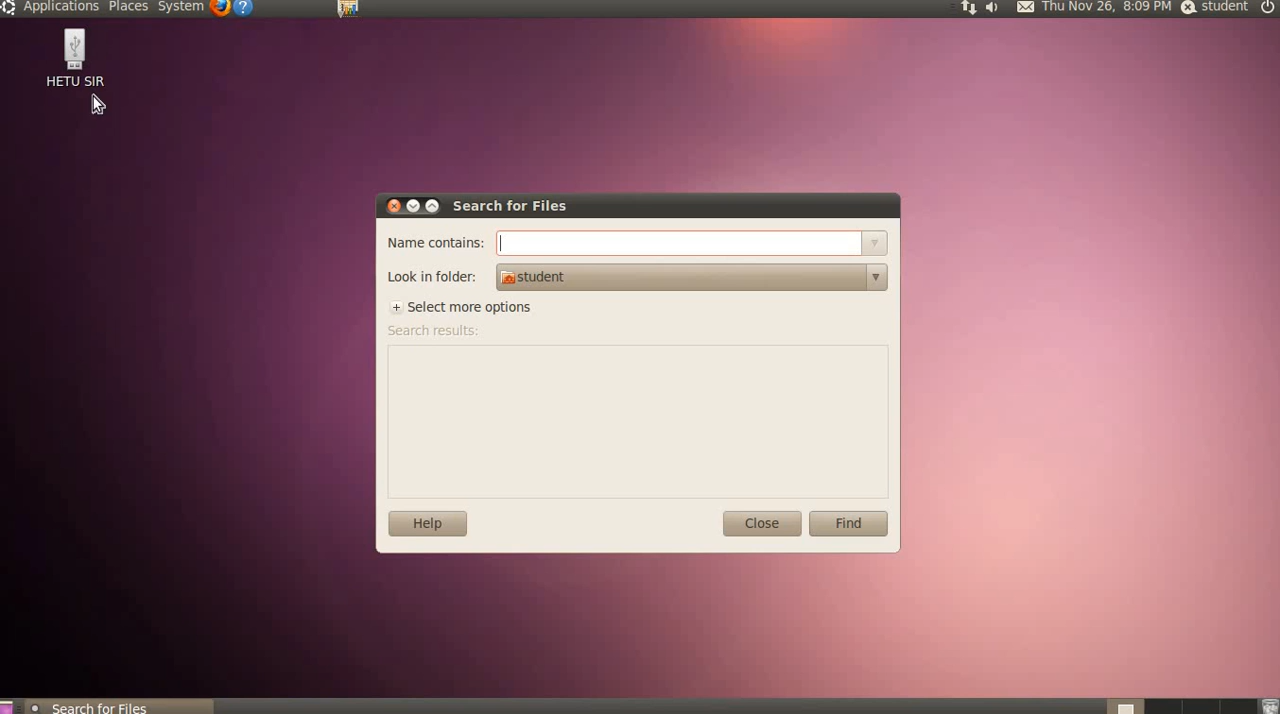 Applications Places System
Thu Nov 26, 8:09 PM student
HETU SIR
Search for Files
Name contains:
Look in folder: student
Select more options
Search results:
Help Close Find
Search for Files